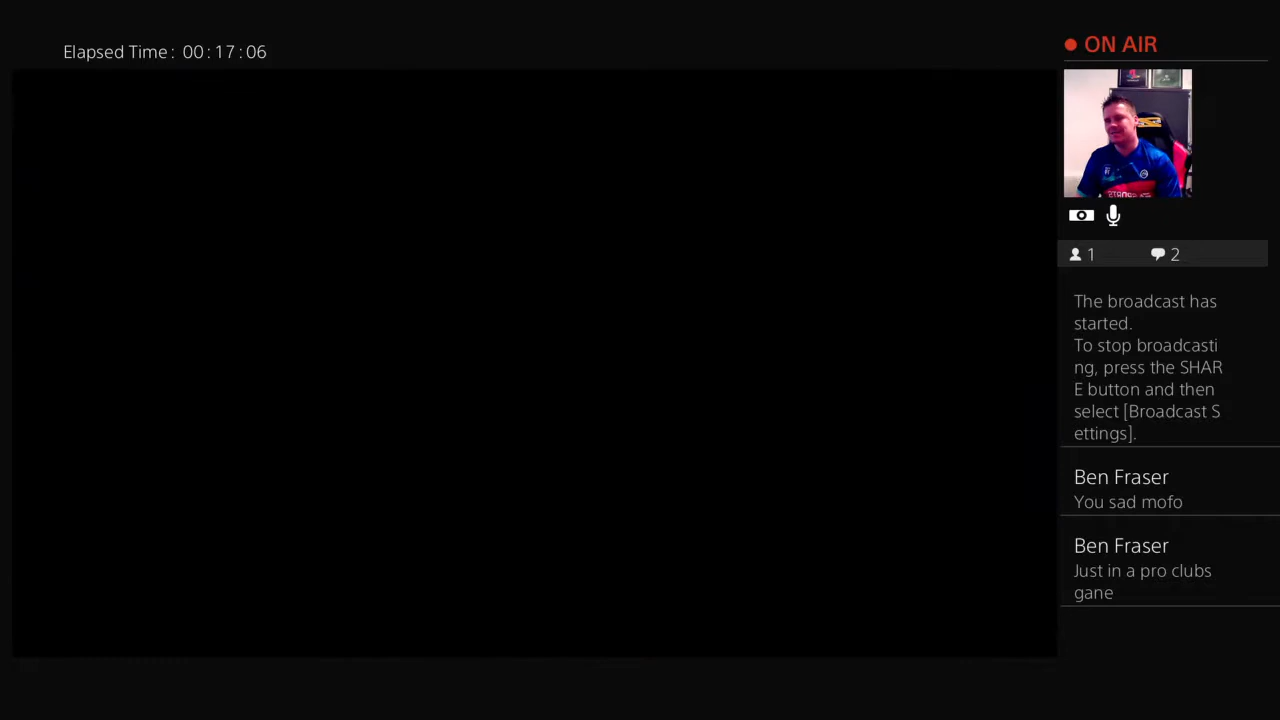 Elapsed Time: 00:17:06
ON AIR
1 2
The broadcast has
started.
To stop broadcasti
ng, press the SHAR
E button and then
select [Broadcast S
ettings].
Ben Fraser
You sad mofo
Ben Fraser
Just in a pro clubs
gane